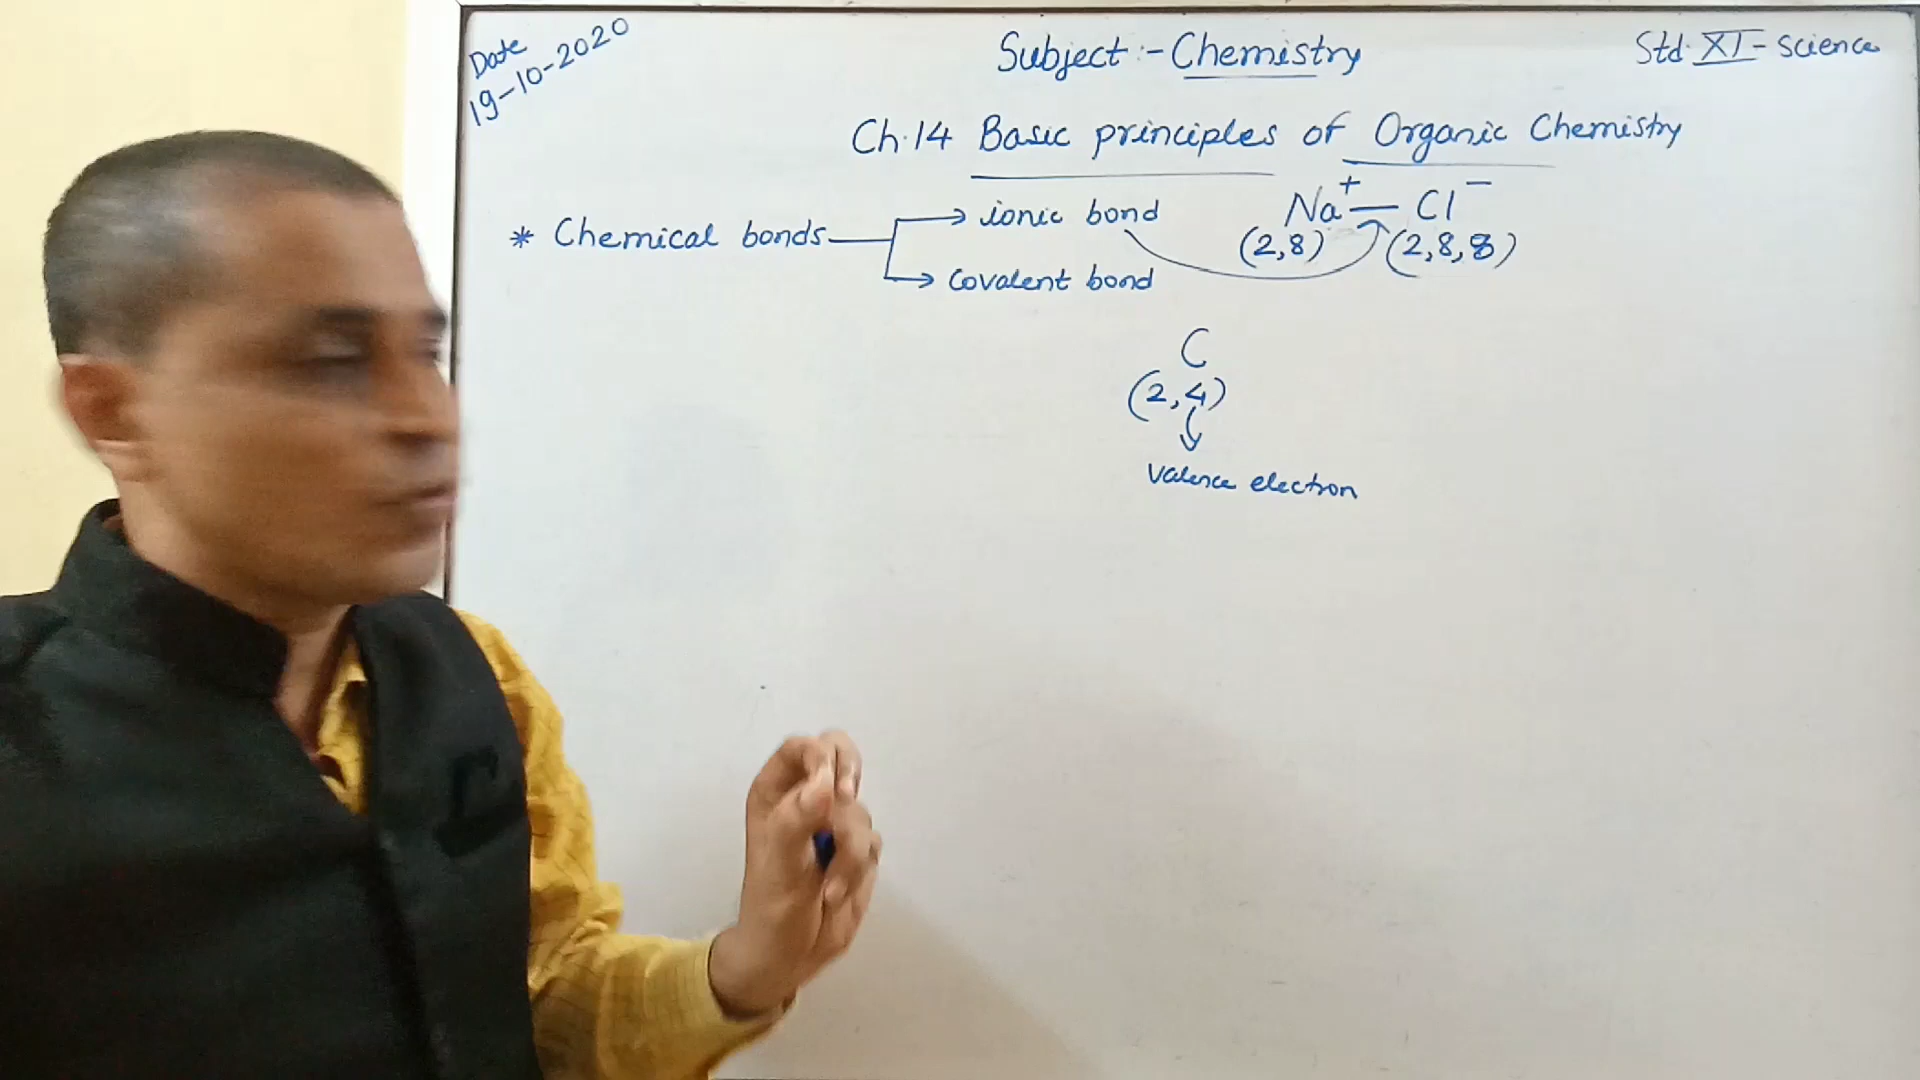 Date
19-10-2020
Subject :- Chemistry
Std. XI - Science
Ch.14 Basic principles of Organic Chemistry
* Chemical bonds → ionic bond
Na⁺ — Cl⁻
(2,8) (2,8,8)
→ Covalent bond
C
(2,4)
Valence electron